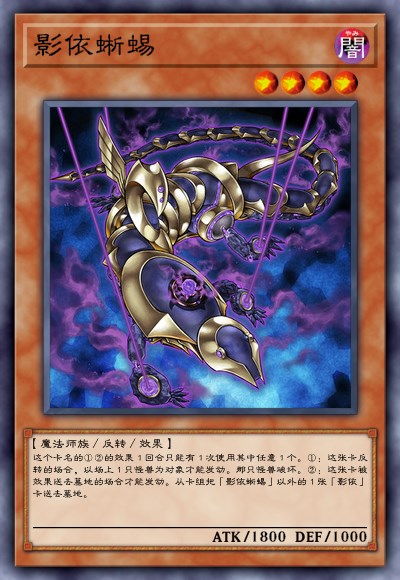 影依蜥蜴
やみ
闇
【魔法师族／反转／效果】
这个卡名的①②的效果1回合只能有1次使用其中任意1个。①：这张卡反
转的场合，以场上1只怪兽为对象才能发动。那只怪兽破坏。②：这张卡被
效果送去墓地的场合才能发动。从卡组把「影依蜥蜴」以外的1张「影依」
卡送去墓地。
ATK/1800 DEF/1000